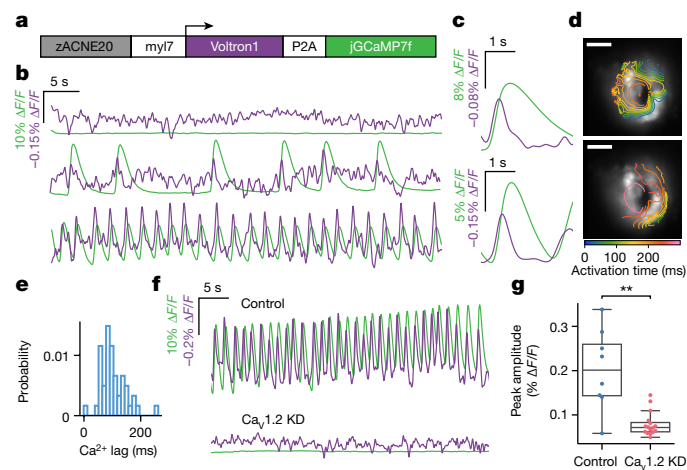 a
zACNE20 myl7 Voltron1 P2A jGCaMP7f
b
5 s
10% ΔF/F
−0.15% ΔF/F
c
1 s
8% ΔF/F
−0.08% ΔF/F
1 s
5% ΔF/F
−0.15% ΔF/F
d
0 100 200
Activation time (ms)
e
Probability
0.01
0
0 200
Ca²⁺ lag (ms)
f
5 s
10% ΔF/F
−0.2% ΔF/F
Control
Caᵥ1.2 KD
g
**
Peak amplitude
(% ΔF/F)
0.3
0.1
Control Caᵥ1.2 KD